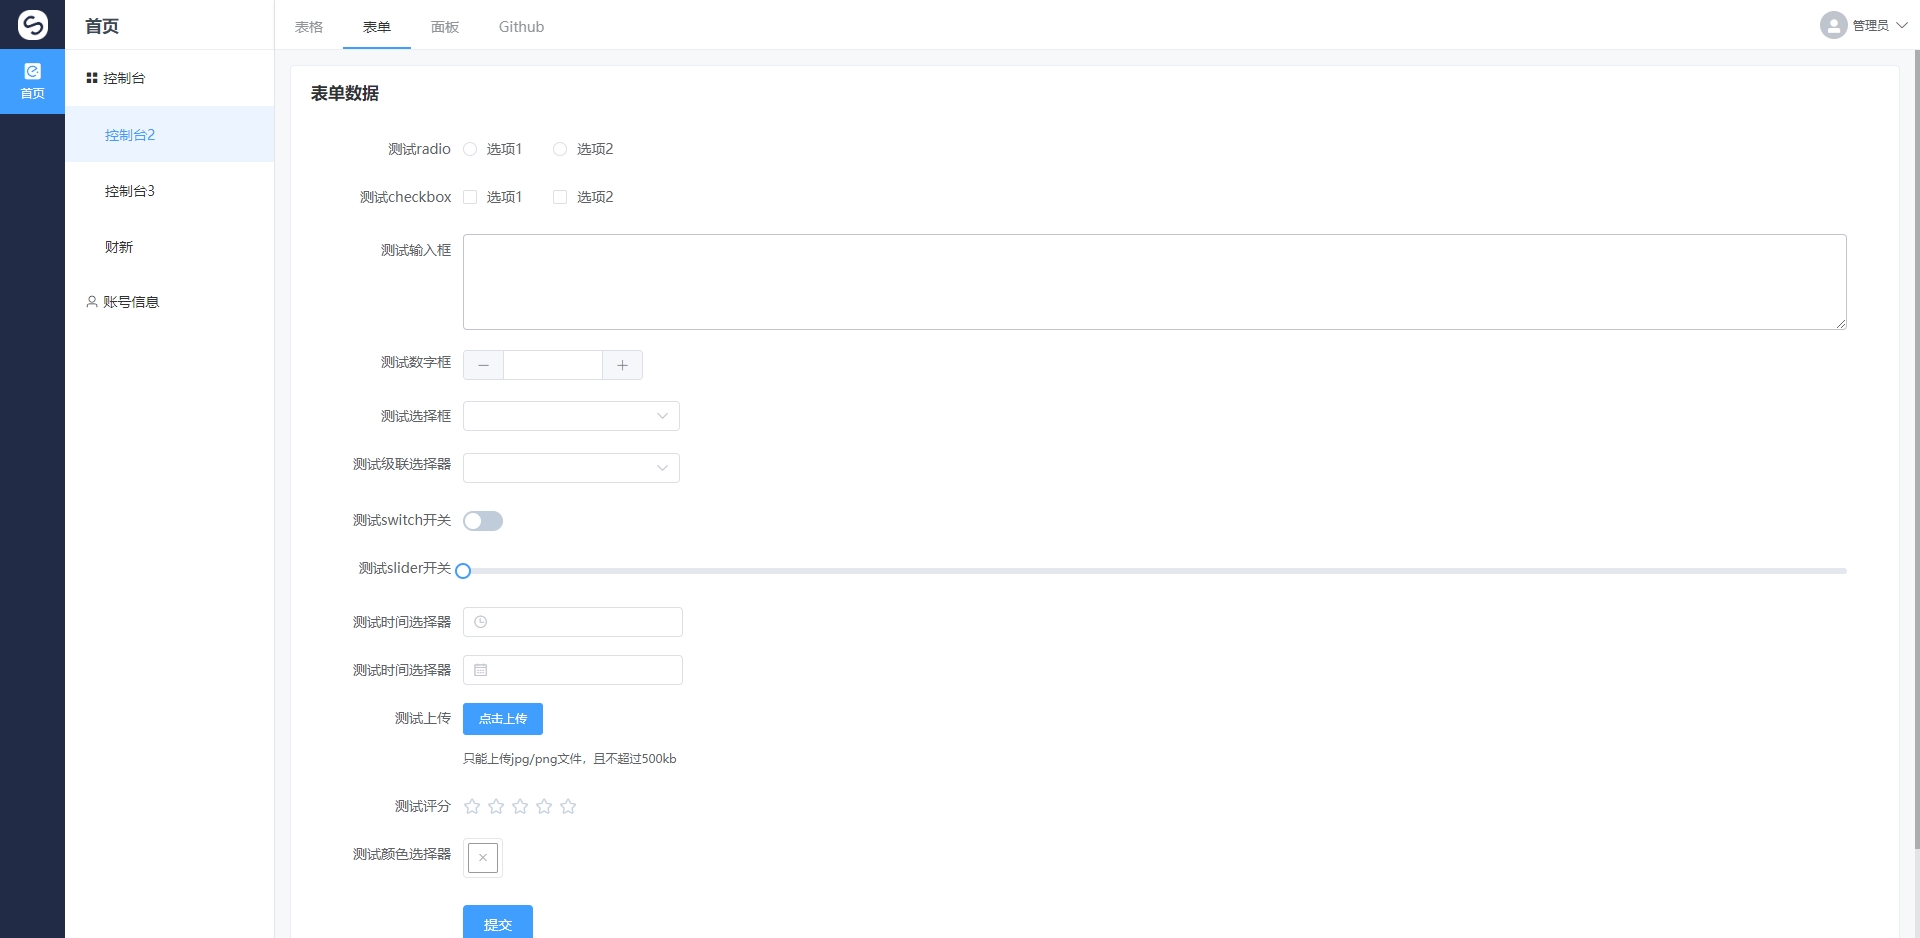 首页
表格 表单 面板 Github
管理员
首页
控制台
控制台2
控制台3
财新
账号信息
表单数据
测试radio 选项1 选项2
测试checkbox 选项1 选项2
测试输入框
测试数字框
测试选择框
测试级联选择器
测试switch开关
测试slider开关
测试时间选择器
测试时间选择器
测试上传 点击上传
只能上传jpg/png文件，且不超过500kb
测试评分
测试颜色选择器
提交